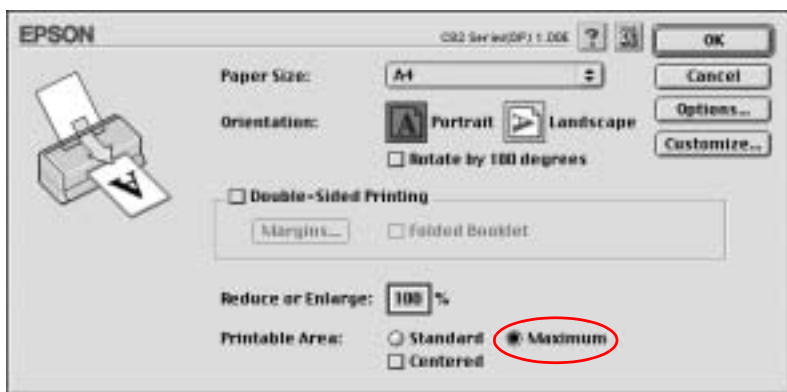 EPSON
?
OK
Paper Size: A4
Cancel
Orientation: Portrait Landscape
Options...
Rotate by 180 degrees
Customize...
Double-Sided Printing
Margins... Folded Booklet
Reduce or Enlarge: 100 %
Printable Area: Standard Maximum
Centered
A